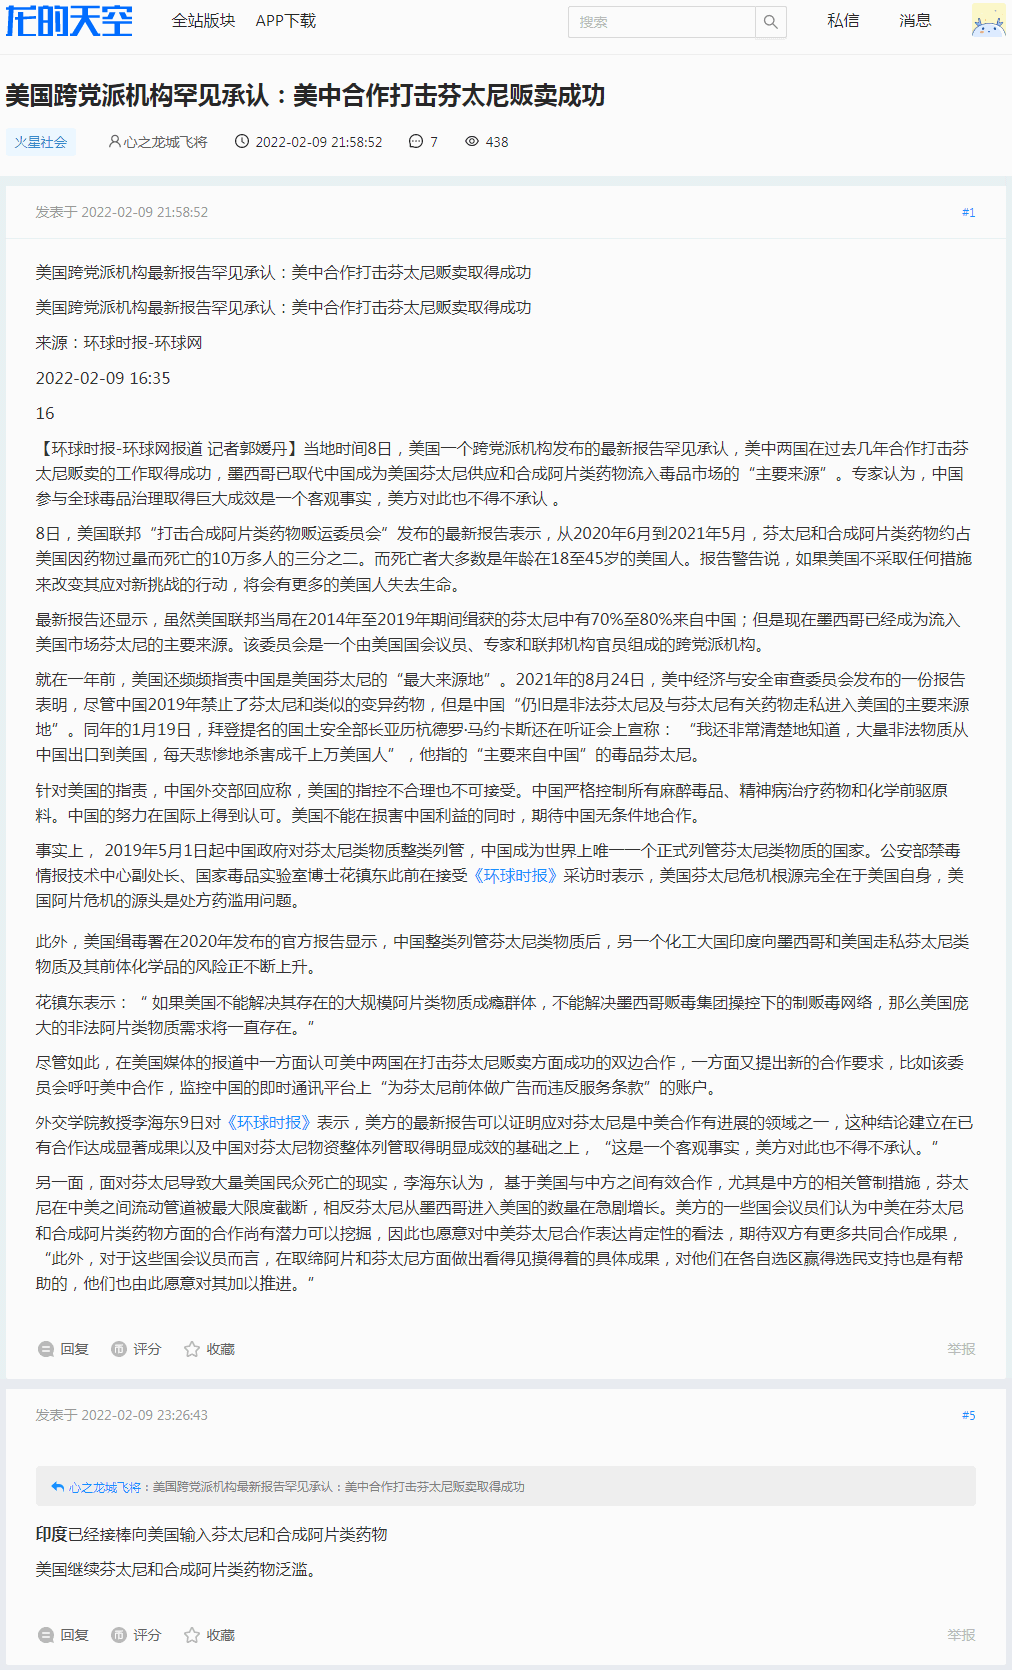 龙的天空 全站版块 APP下载 搜索 私信 消息
美国跨党派机构罕见承认：美中合作打击芬太尼贩卖成功
火星社会 心之龙城飞将 2022-02-09 21:58:52 7 438
发表于 2022-02-09 21:58:52 #1
美国跨党派机构最新报告罕见承认：美中合作打击芬太尼贩卖取得成功
美国跨党派机构最新报告罕见承认：美中合作打击芬太尼贩卖取得成功
来源：环球时报-环球网
2022-02-09 16:35
16
【环球时报-环球网报道 记者郭媛丹】当地时间8日，美国一个跨党派机构发布的最新报告罕见承认，美中两国在过去几年合作打击芬
太尼贩卖的工作取得成功，墨西哥已取代中国成为美国芬太尼供应和合成阿片类药物流入毒品市场的“主要来源”。专家认为，中国
参与全球毒品治理取得巨大成效是一个客观事实，美方对此也不得不承认 。
8日，美国联邦“打击合成阿片类药物贩运委员会”发布的最新报告表示，从2020年6月到2021年5月，芬太尼和合成阿片类药物约占
美国因药物过量而死亡的10万多人的三分之二。而死亡者大多数是年龄在18至45岁的美国人。报告警告说，如果美国不采取任何措施
来改变其应对新挑战的行动，将会有更多的美国人失去生命。
最新报告还显示，虽然美国联邦当局在2014年至2019年期间缉获的芬太尼中有70%至80%来自中国；但是现在墨西哥已经成为流入
美国市场芬太尼的主要来源。该委员会是一个由美国国会议员、专家和联邦机构官员组成的跨党派机构。
就在一年前，美国还频频指责中国是美国芬太尼的“最大来源地”。2021年的8月24日，美中经济与安全审查委员会发布的一份报告
表明，尽管中国2019年禁止了芬太尼和类似的变异药物，但是中国“仍旧是非法芬太尼及与芬太尼有关药物走私进入美国的主要来源
地”。同年的1月19日，拜登提名的国土安全部长亚历杭德罗·马约卡斯还在听证会上宣称： “我还非常清楚地知道，大量非法物质从
中国出口到美国，每天悲惨地杀害成千上万美国人”，他指的“主要来自中国”的毒品芬太尼。
针对美国的指责，中国外交部回应称，美国的指控不合理也不可接受。中国严格控制所有麻醉毒品、精神病治疗药物和化学前驱原
料。中国的努力在国际上得到认可。美国不能在损害中国利益的同时，期待中国无条件地合作。
事实上， 2019年5月1日起中国政府对芬太尼类物质整类列管，中国成为世界上唯一一个正式列管芬太尼类物质的国家。公安部禁毒
情报技术中心副处长、国家毒品实验室博士花镇东此前在接受《环球时报》采访时表示，美国芬太尼危机根源完全在于美国自身，美
国阿片危机的源头是处方药滥用问题。
此外，美国缉毒署在2020年发布的官方报告显示，中国整类列管芬太尼类物质后，另一个化工大国印度向墨西哥和美国走私芬太尼类
物质及其前体化学品的风险正不断上升。
花镇东表示：“ 如果美国不能解决其存在的大规模阿片类物质成瘾群体，不能解决墨西哥贩毒集团操控下的制贩毒网络，那么美国庞
大的非法阿片类物质需求将一直存在。”
尽管如此，在美国媒体的报道中一方面认可美中两国在打击芬太尼贩卖方面成功的双边合作，一方面又提出新的合作要求，比如该委
员会呼吁美中合作，监控中国的即时通讯平台上“为芬太尼前体做广告而违反服务条款”的账户。
外交学院教授李海东9日对《环球时报》表示，美方的最新报告可以证明应对芬太尼是中美合作有进展的领域之一，这种结论建立在已
有合作达成显著成果以及中国对芬太尼物资整体列管取得明显成效的基础之上，“这是一个客观事实，美方对此也不得不承认。”
另一面，面对芬太尼导致大量美国民众死亡的现实，李海东认为， 基于美国与中方之间有效合作，尤其是中方的相关管制措施，芬太
尼在中美之间流动管道被最大限度截断，相反芬太尼从墨西哥进入美国的数量在急剧增长。美方的一些国会议员们认为中美在芬太尼
和合成阿片类药物方面的合作尚有潜力可以挖掘，因此也愿意对中美芬太尼合作表达肯定性的看法，期待双方有更多共同合作成果，
“此外，对于这些国会议员而言，在取缔阿片和芬太尼方面做出看得见摸得着的具体成果，对他们在各自选区赢得选民支持也是有帮
助的，他们也由此愿意对其加以推进。”
回复 评分 收藏 举报
发表于 2022-02-09 23:26:43 #5
心之龙城飞将：美国跨党派机构最新报告罕见承认：美中合作打击芬太尼贩卖取得成功
印度已经接棒向美国输入芬太尼和合成阿片类药物
美国继续芬太尼和合成阿片类药物泛滥。
回复 评分 收藏 举报